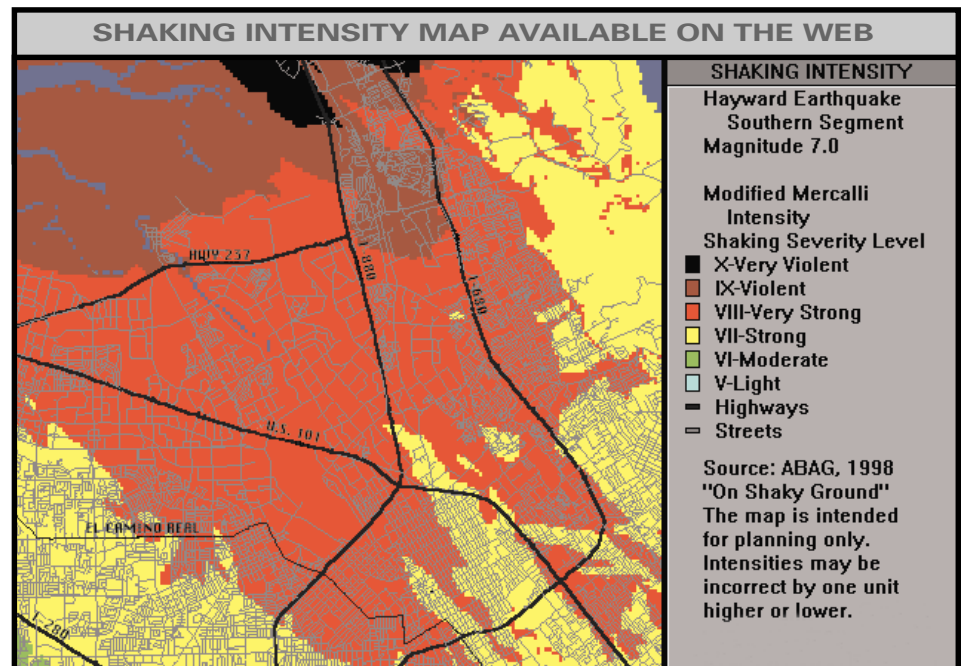 SHAKING INTENSITY MAP AVAILABLE ON THE WEB
HWY 237
I-880
I-680
U.S. 101
EL CAMINO REAL
I-280
SHAKING INTENSITY
Hayward Earthquake
Southern Segment
Magnitude 7.0
Modified Mercalli
Intensity
Shaking Severity Level
X-Very Violent
IX-Violent
VIII-Very Strong
VII-Strong
VI-Moderate
V-Light
Highways
Streets
Source: ABAG, 1998
"On Shaky Ground"
The map is intended
for planning only.
Intensities may be
incorrect by one unit
higher or lower.